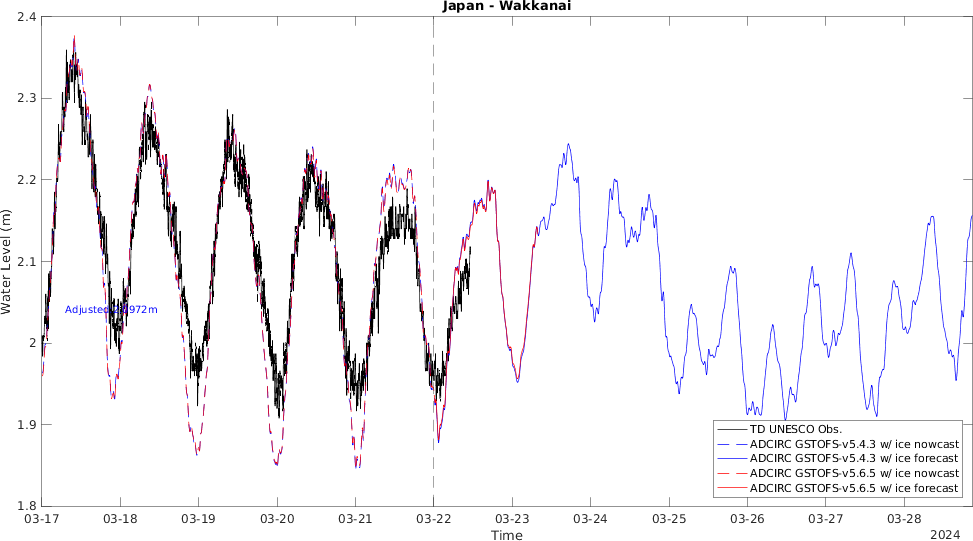 Japan - Wakkanai
2.4
2.3
2.2
2.1
2
1.9
1.8
Water Level (m)
Adjusted
972m
TD UNESCO Obs.
ADCIRC GSTOFS-v5.4.3 w/ ice nowcast
ADCIRC GSTOFS-v5.4.3 w/ ice forecast
ADCIRC GSTOFS-v5.6.5 w/ ice nowcast
ADCIRC GSTOFS-v5.6.5 w/ ice forecast
03-17 03-18 03-19 03-20 03-21 03-22 03-23 03-24 03-25 03-26 03-27 03-28
Time
2024